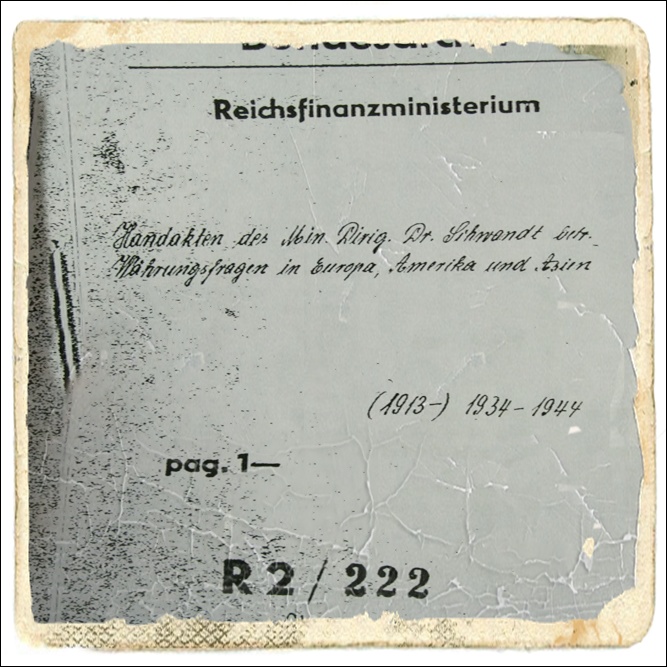 Bundesarchiv
Reichsfinanzministerium
Handakten des Min. Dirig. Dr. Schwandt betr.
Währungsfragen in Europa, Amerika und Asien
(1913-) 1934 - 1944
pag. 1—
R 2 / 222